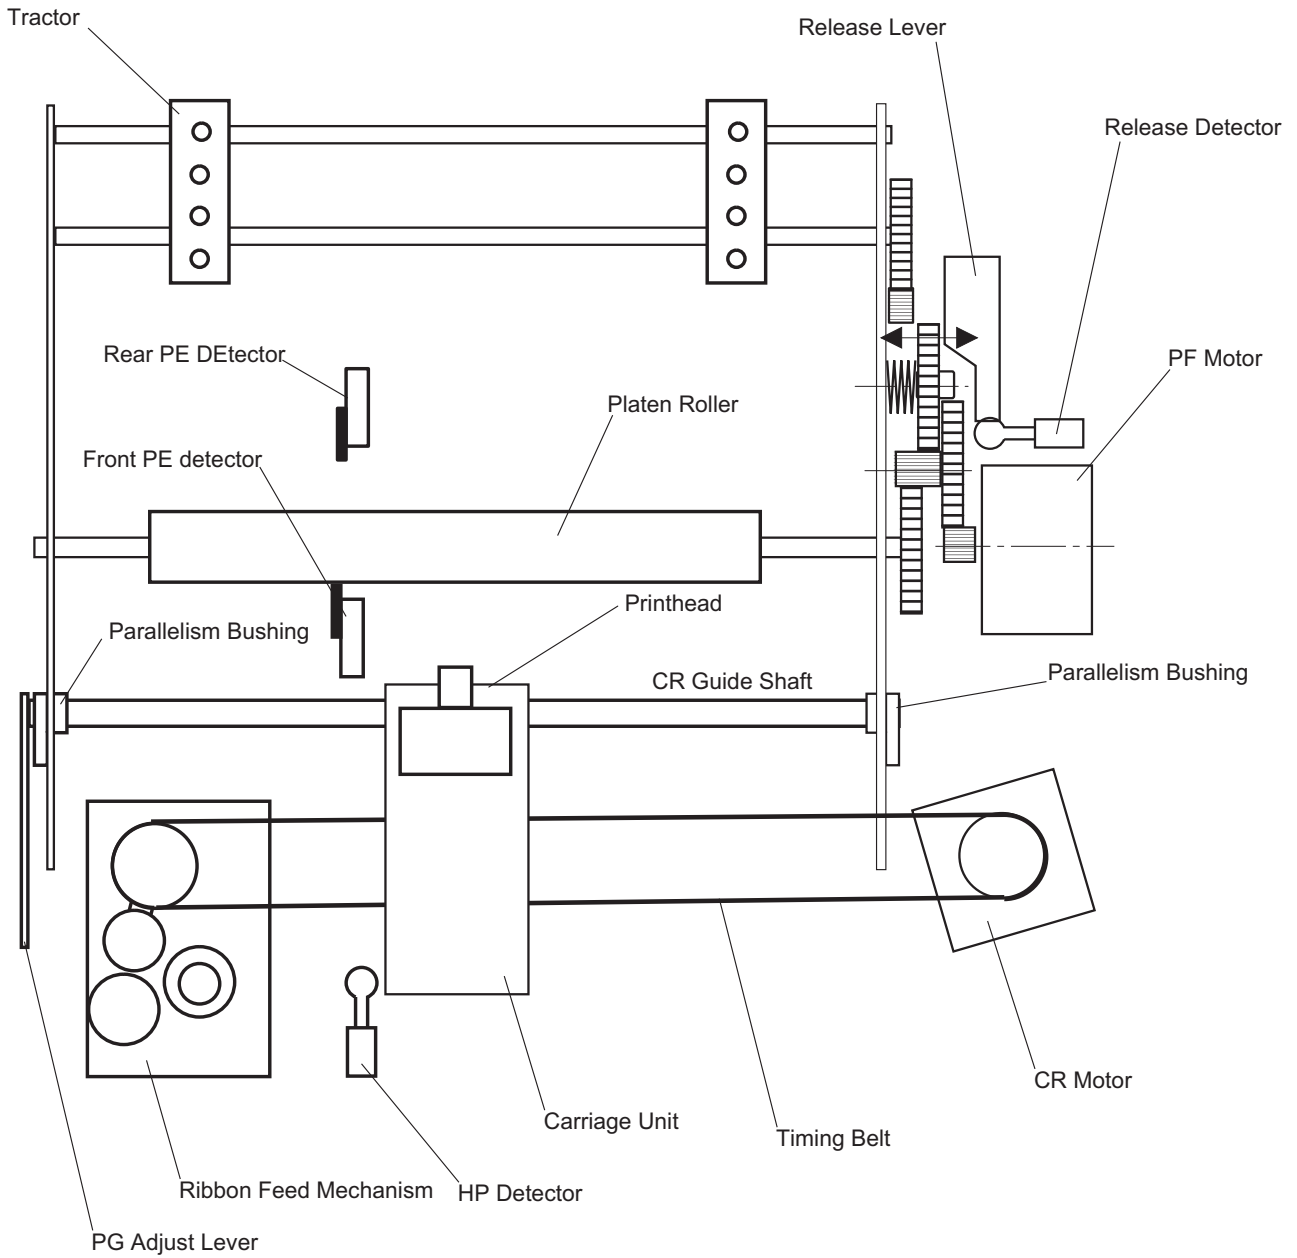 Tractor
Release Lever
Release Detector
Rear PE DEtector
PF Motor
Platen Roller
Front PE detector
Printhead
Parallelism Bushing
CR Guide Shaft
Parallelism Bushing
CR Motor
Carriage Unit
Timing Belt
Ribbon Feed Mechanism
HP Detector
PG Adjust Lever